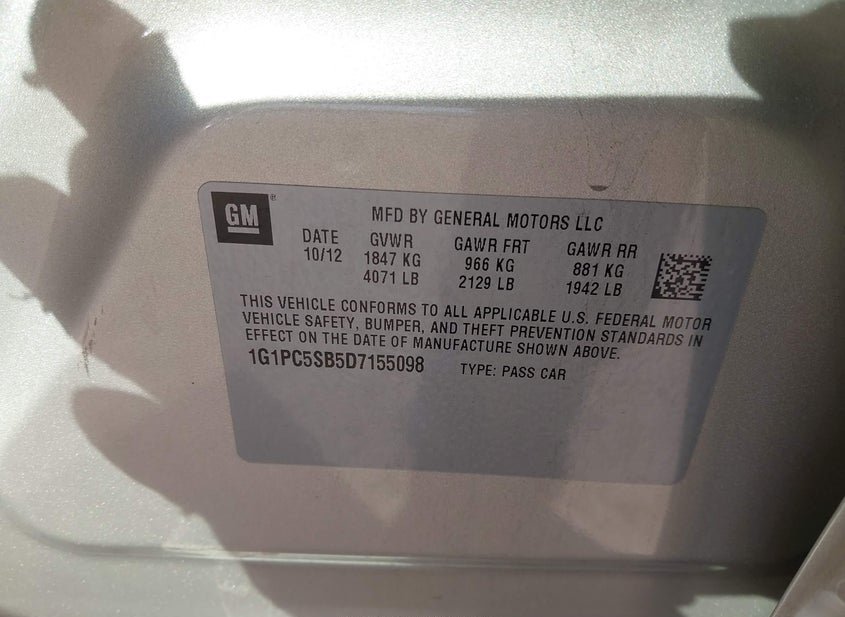 GM®
MFD BY GENERAL MOTORS LLC
DATE GVWR GAWR FRT GAWR RR
10/12 1847 KG 966 KG 881 KG
4071 LB 2129 LB 1942 LB
THIS VEHICLE CONFORMS TO ALL APPLICABLE U.S. FEDERAL MOTOR
VEHICLE SAFETY, BUMPER, AND THEFT PREVENTION STANDARDS IN
EFFECT ON THE DATE OF MANUFACTURE SHOWN ABOVE.
1G1PC5SB5D7155098 TYPE: PASS CAR